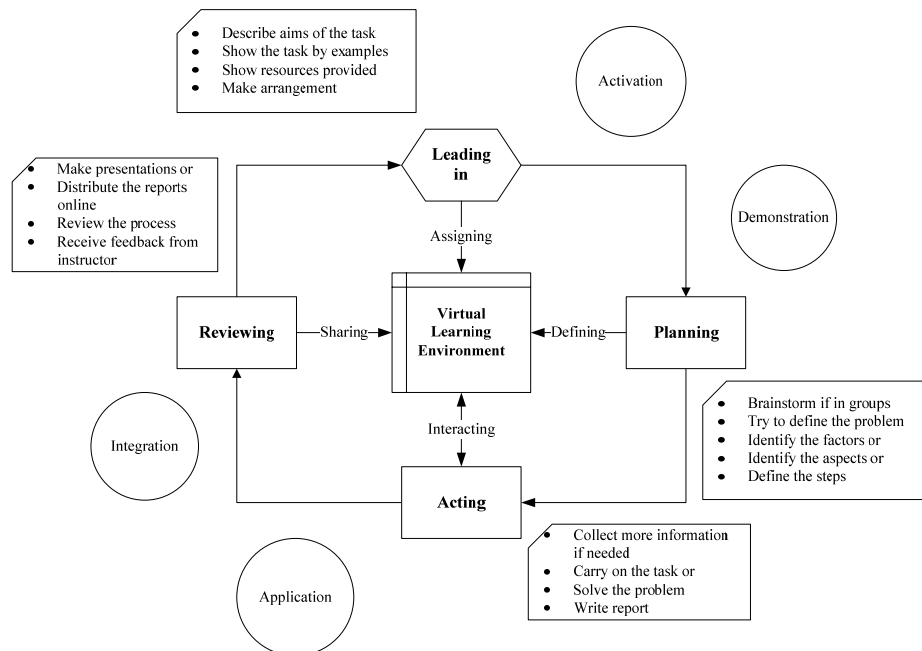 • Describe aims of the task
• Show the task by examples
• Show resources provided
• Make arrangement
Activation
• Make presentations or
• Distribute the reports
online
• Review the process
• Receive feedback from
instructor
Leading
in
Demonstration
Assigning
Reviewing
Sharing
Virtual
Learning
Environment
Defining
Planning
• Brainstorm if in groups
• Try to define the problem
• Identify the factors or
• Identify the aspects or
• Define the steps
Integration
Interacting
Acting
• Collect more information
if needed
• Carry on the task or
• Solve the problem
• Write report
Application